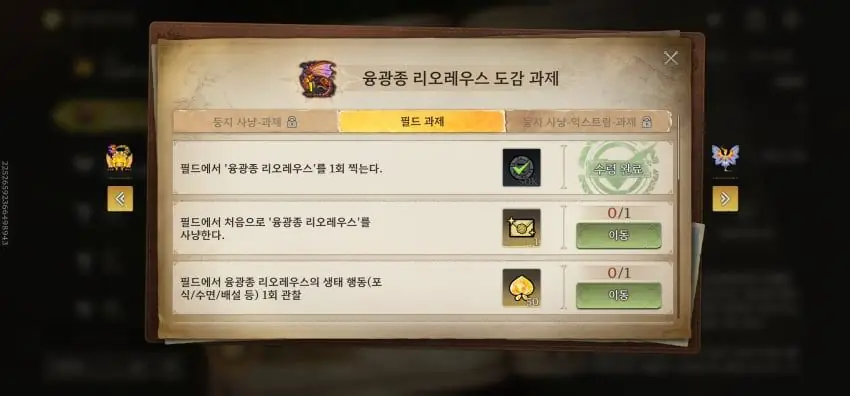 융광종 리오레우스 도감 과제
둥지 사냥·과제
필드 과제
둥지 사냥·익스트림·과제
필드에서 '융광종 리오레우스'를 1회 찍는다.
50K
수령 완료
필드에서 처음으로 '융광종 리오레우스'를
사냥한다.
1
0/1
이동
필드에서 융광종 리오레우스의 생태 행동(포
식/수면/배설 등) 1회 관찰
50
0/1
이동
22526592366498943